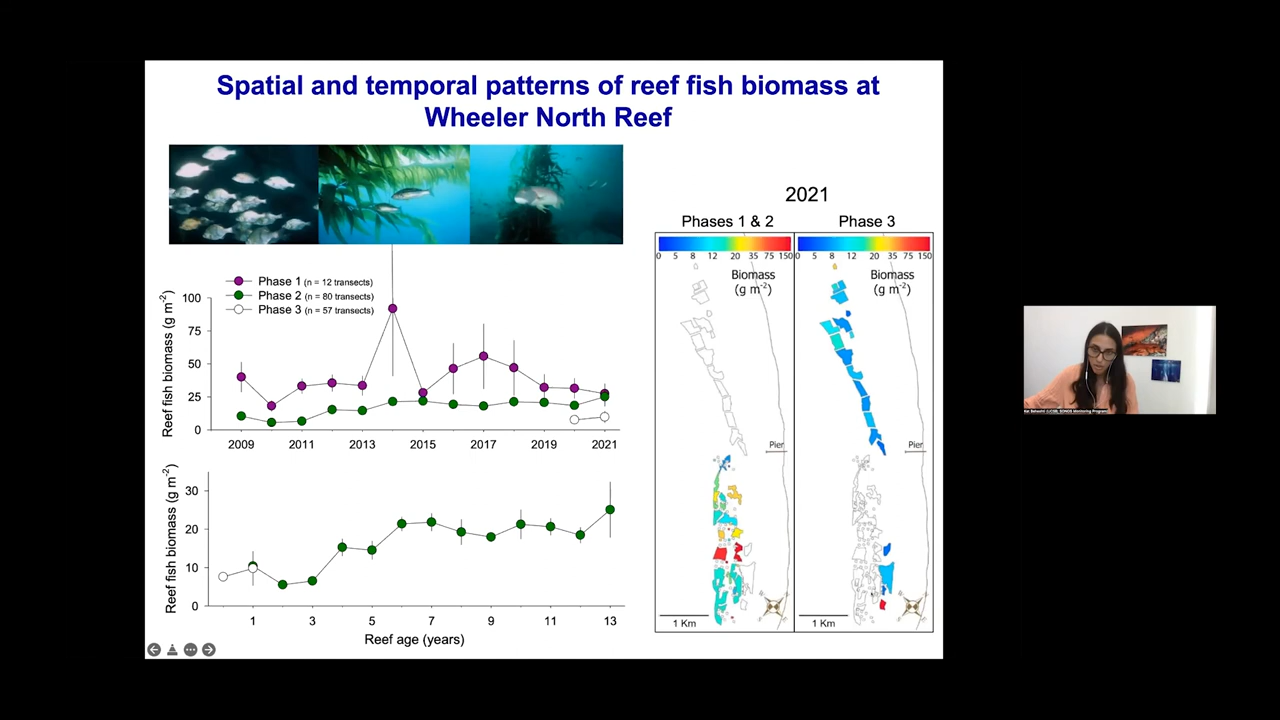 Spatial and temporal patterns of reef fish biomass at
Wheeler North Reef
Phase 1 (n = 12 transects)
Phase 2 (n = 80 transects)
Phase 3 (n = 57 transects)
Reef fish biomass (g m-2)
100
75
50
25
0
2009 2011 2013 2015 2017 2019 2021
Reef fish biomass (g m-2)
30
20
10
0
1 3 5 7 9 11 13
Reef age (years)
2021
Phases 1 & 2
0 5 8 12 20 35 75 150
Biomass
(g m-2)
Pier
1 Km
Phase 3
0 5 8 12 20 35 75 150
Biomass
(g m-2)
Pier
1 Km